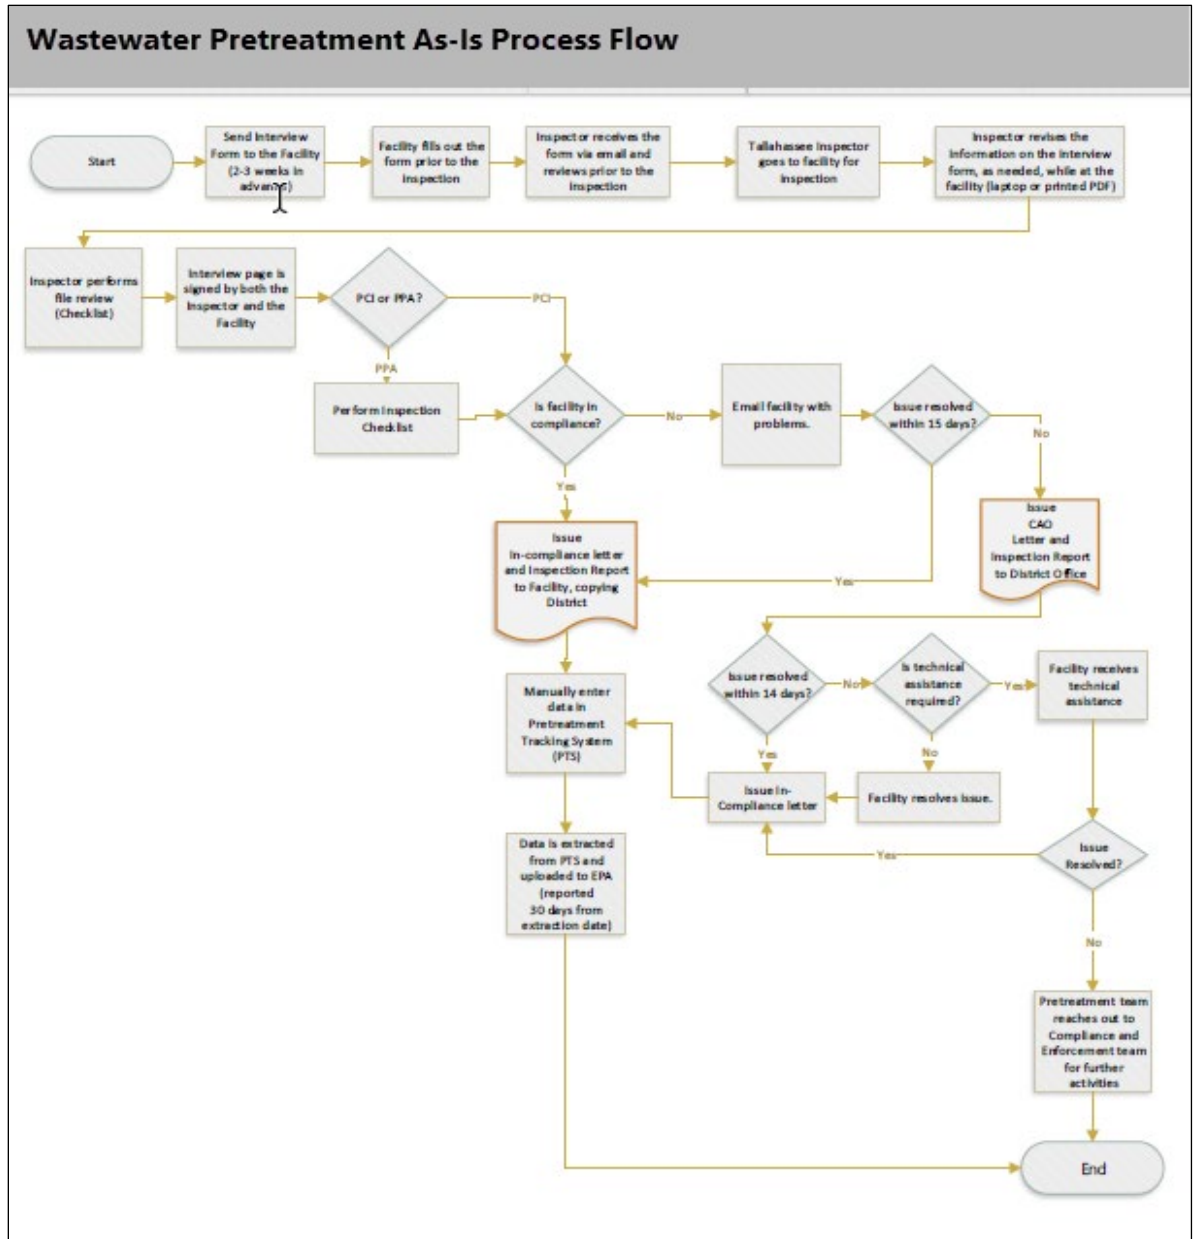 Wastewater Pretreatment As-Is Process Flow
Start
Send Interview
Form to the Facility
(2-3 weeks in
advance)
Facility fills out the
form prior to the
inspection
Inspector receives the
form via email and
reviews prior to the
inspection
Tallahassee Inspector
goes to facility for
inspection
Inspector revises the
information on the interview
form, as needed, while at the
facility (laptop or printed PDF)
Inspector performs
file review
(Checklist)
Interview page is
signed by both the
Inspector and the
Facility
PCI or PPA?
PCI
PPA
Perform Inspection
Checklist
Is facility in
compliance?
No
Email facility with
problems.
Issue resolved
within 15 days?
No
Yes
Issue
In-compliance letter
and Inspection Report
to Facility, copying
District
Yes
Issue
CAO
Letter and
Inspection Report
to District Office
Issue resolved
within 14 days?
No
Is technical
assistance
required?
Yes
Facility receives
technical
assistance
Manually enter
data in
Pretreatment
Tracking System
(PTS)
Yes
No
Issue In-
Compliance letter
Facility resolves issue.
Data is extracted
from PTS and
uploaded to EPA
(reported
30 days from
extraction date)
Yes
Issue
Resolved?
No
Pretreatment team
reaches out to
Compliance and
Enforcement team
for further
activities
End